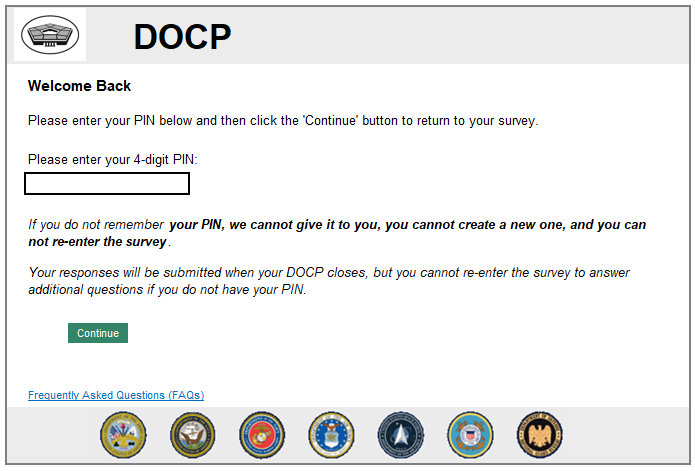 DOCP
Welcome Back
Please enter your PIN below and then click the 'Continue' button to return to your survey.
Please enter your 4-digit PIN:
If you do not remember your PIN, we cannot give it to you, you cannot create a new one, and you can
not re-enter the survey.
Your responses will be submitted when your DOCP closes, but you cannot re-enter the survey to answer
additional questions if you do not have your PIN.
Continue
Frequently Asked Questions (FAQs)